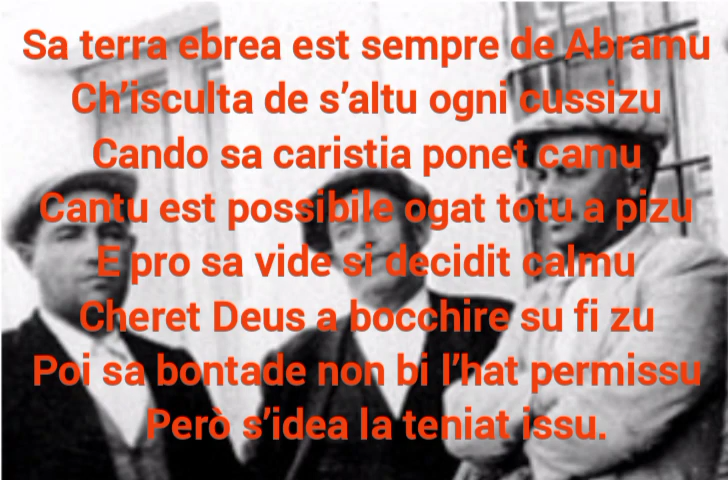 Sa terra ebrea est sempre de Abramu
Ch'isculta de s'altu ogni cussizu
Cando sa caristia ponet camu
Cantu est possibile ogat totu a pizu
E pro sa vide si decidit calmu
Cheret Deus a bocchire su fi zu
Poi sa bontade non bi l'hat permissu
Però s'idea la teniat issu.